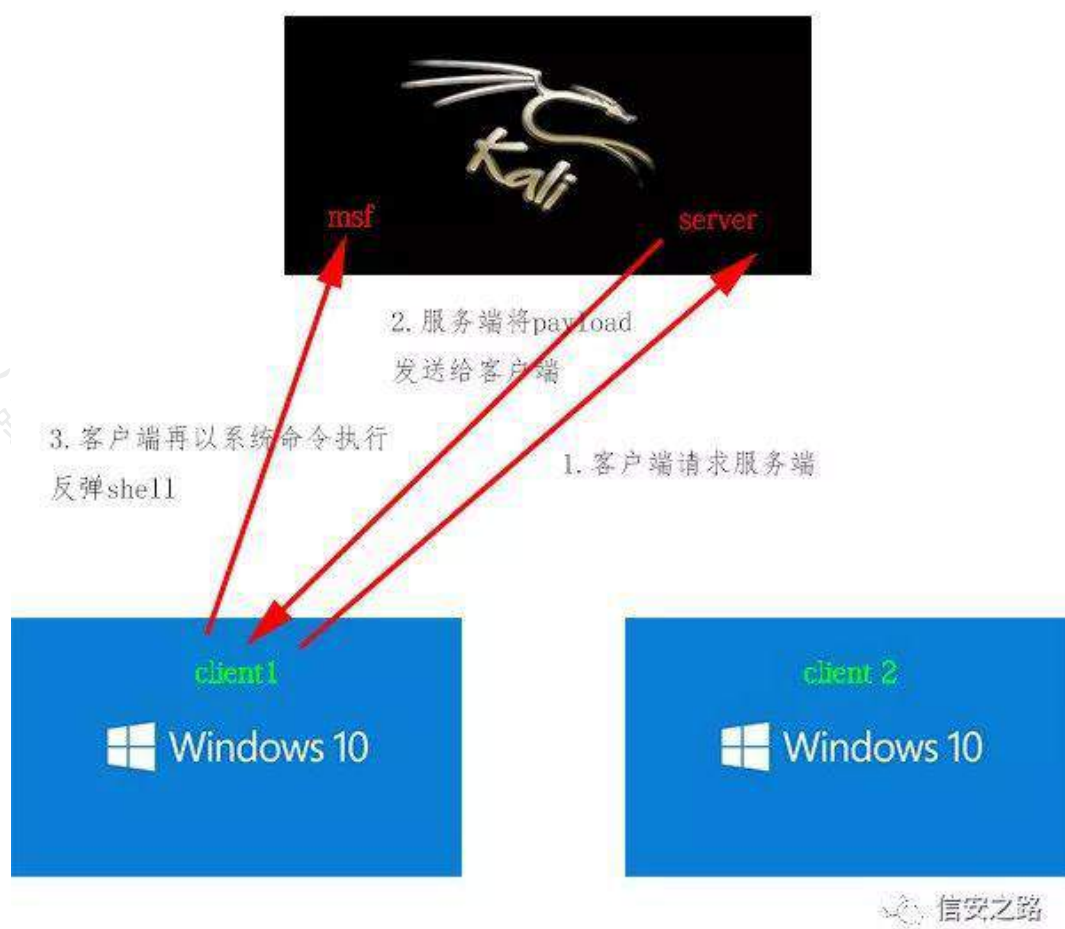 Kali
msf
server
2.服务端将payload
发送给客户端
3.客户端再以系统命令执行
反弹shell
1.客户端请求服务端
client1
client 2
Windows 10
Windows 10
信安之路